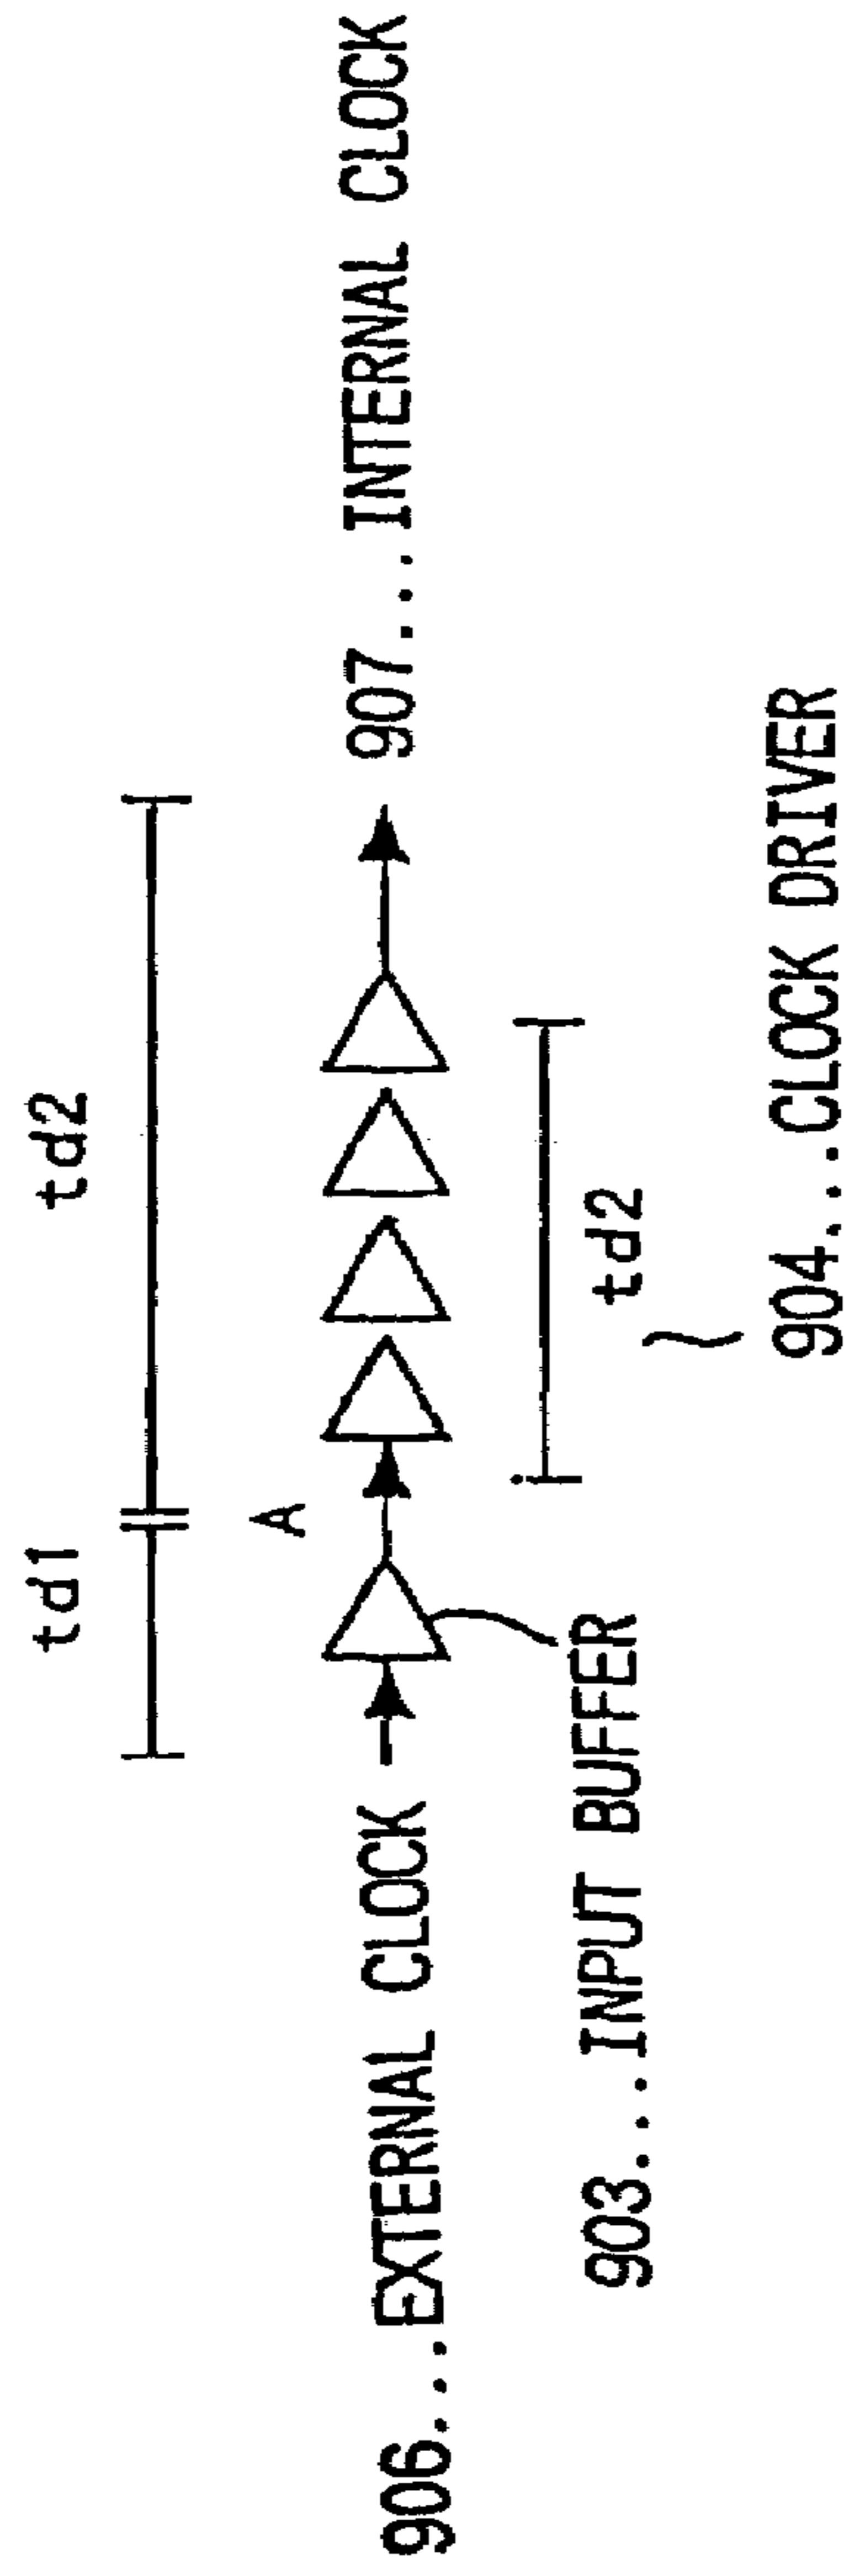 td1
td2
A
906...EXTERNAL CLOCK
907...INTERNAL CLOCK
td2
903...INPUT BUFFER
904...CLOCK DRIVER